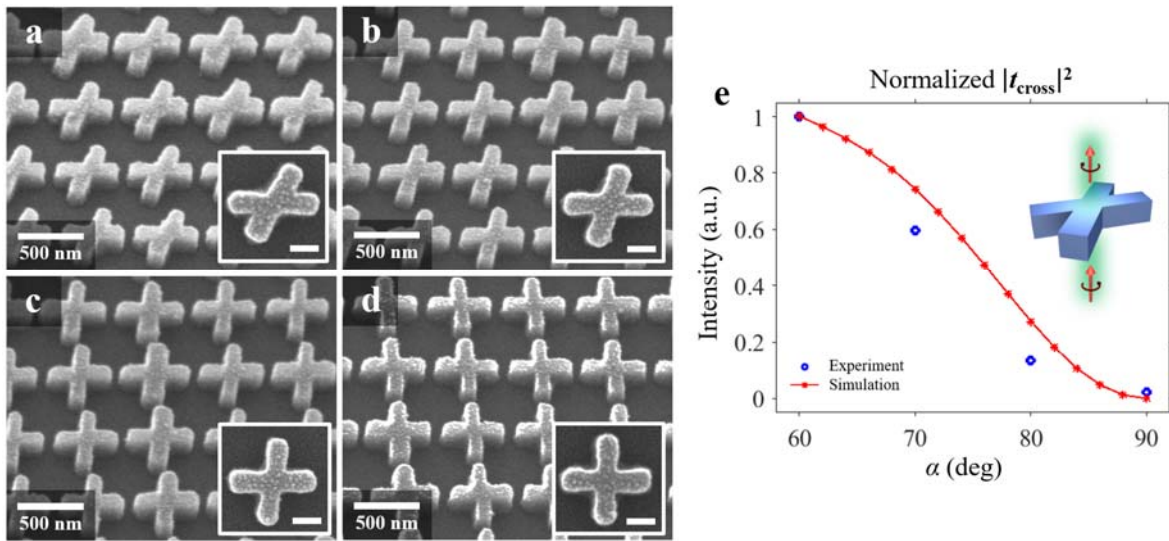 a
b
500 nm
500 nm
c
d
500 nm
500 nm
e
Normalized |t_cross|²
Intensity (a.u.)
1
0.8
0.6
0.4
0.2
0
Experiment
Simulation
60
70
80
90
α (deg)